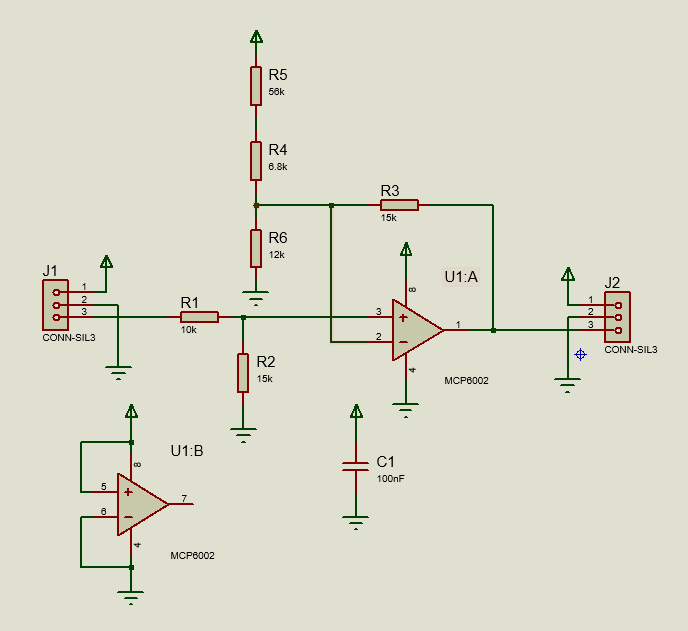 R5
56k
R4
6.8k
R3
15k
R6
12k
J1
1
2
3
CONN-SIL3
R1
10k
R2
15k
U1:A
8
3
2
1
4
MCP6002
J2
1
2
3
CONN-SIL3
U1:B
8
5
6
7
4
MCP6002
C1
100nF